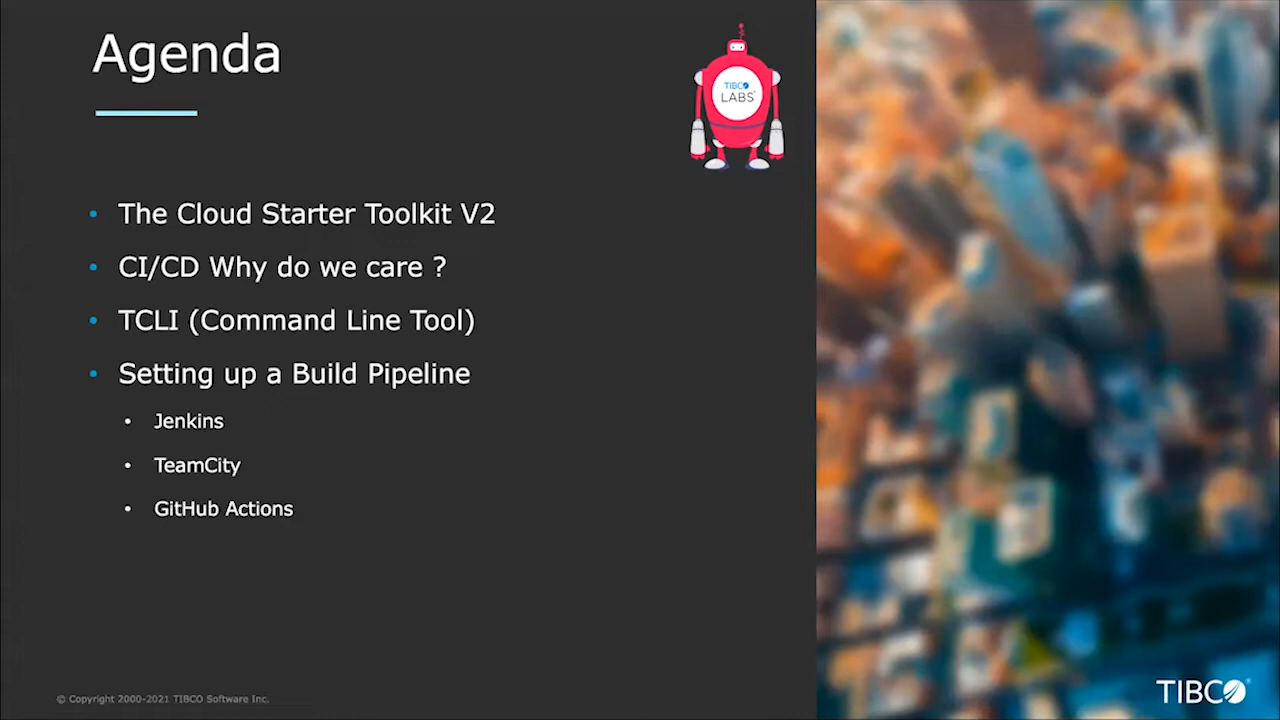 Agenda
TIBCO
LABS
• The Cloud Starter Toolkit V2
• CI/CD Why do we care ?
• TCLI (Command Line Tool)
• Setting up a Build Pipeline
• Jenkins
• TeamCity
• GitHub Actions
© Copyright 2000-2021 TIBCO Software Inc.
TIBCO®